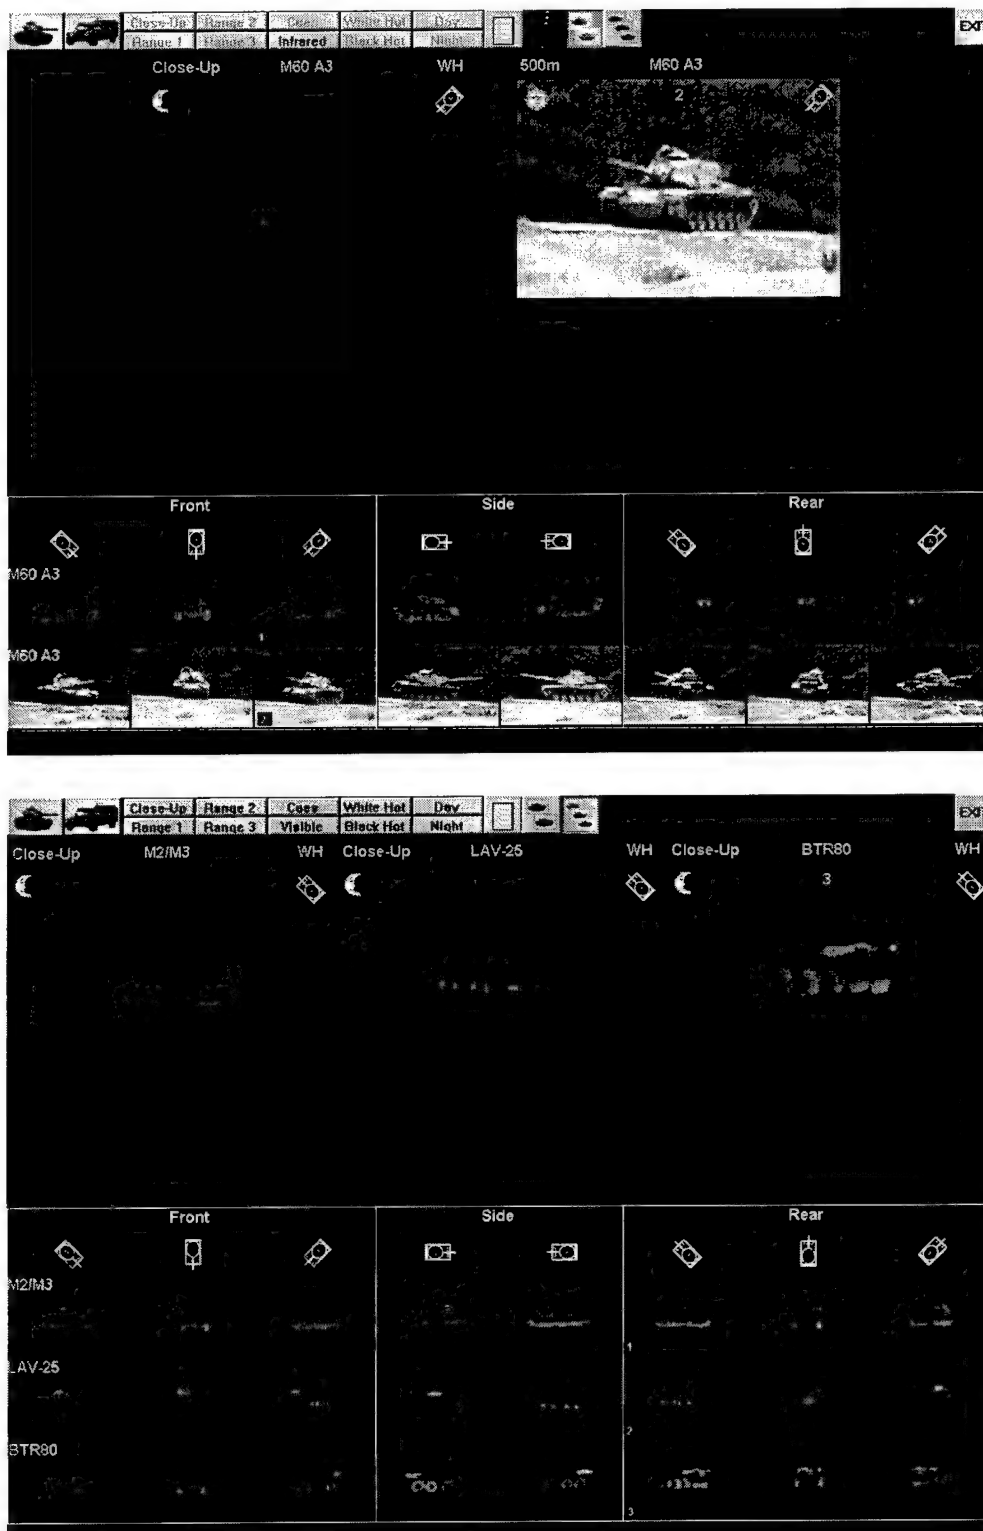 Close-Up Range 2 Cues White Hot Day
Range 1 Range 3 Infrared Black Hot Night
EXIT
Close-Up M60 A3 WH 500m M60 A3
2
Front Side Rear
M60 A3
1
M60 A3
2
Close-Up Range 2 Cues White Hot Day
Range 1 Range 3 Visible Black Hot Night
EXIT
Close-Up M2/M3 WH Close-Up LAV-25 WH Close-Up BTR80 WH
3
Front Side Rear
M2/M3
1
LAV-25
2
BTR80
3